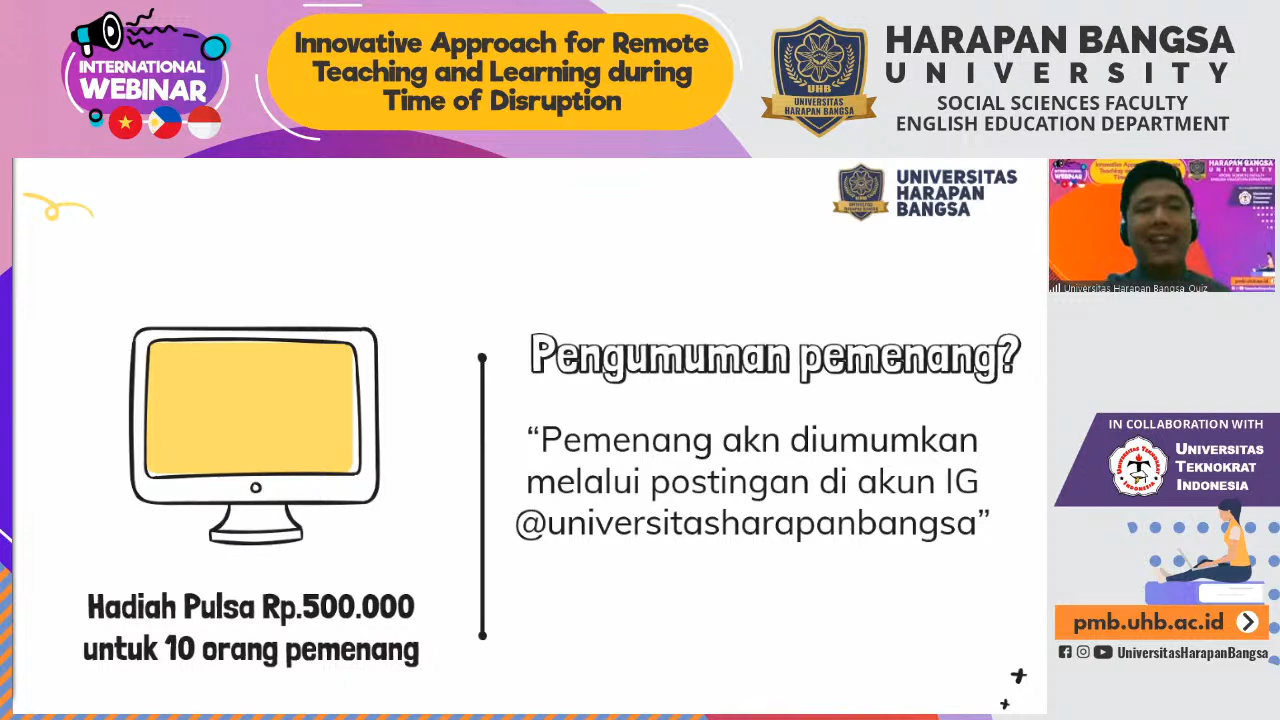 INTERNATIONAL
WEBINAR
Innovative Approach for Remote
Teaching and Learning during
Time of Disruption
UHB
UNIVERSITAS
HARAPAN BANGSA
HARAPAN BANGSA
UNIVERSITY
SOCIAL SCIENCES FACULTY
ENGLISH EDUCATION DEPARTMENT
UNIVERSITAS
HARAPAN
BANGSA
Universitas Harapan Bangsa_Quiz
Pengumuman pemenang?
“Pemenang akn diumumkan
melalui postingan di akun IG
@universitasharapanbangsa”
Hadiah Pulsa Rp.500.000
untuk 10 orang pemenang
IN COLLABORATION WITH
UNIVERSITAS
TEKNOKRAT
INDONESIA
pmb.uhb.ac.id
UniversitasHarapanBangsa